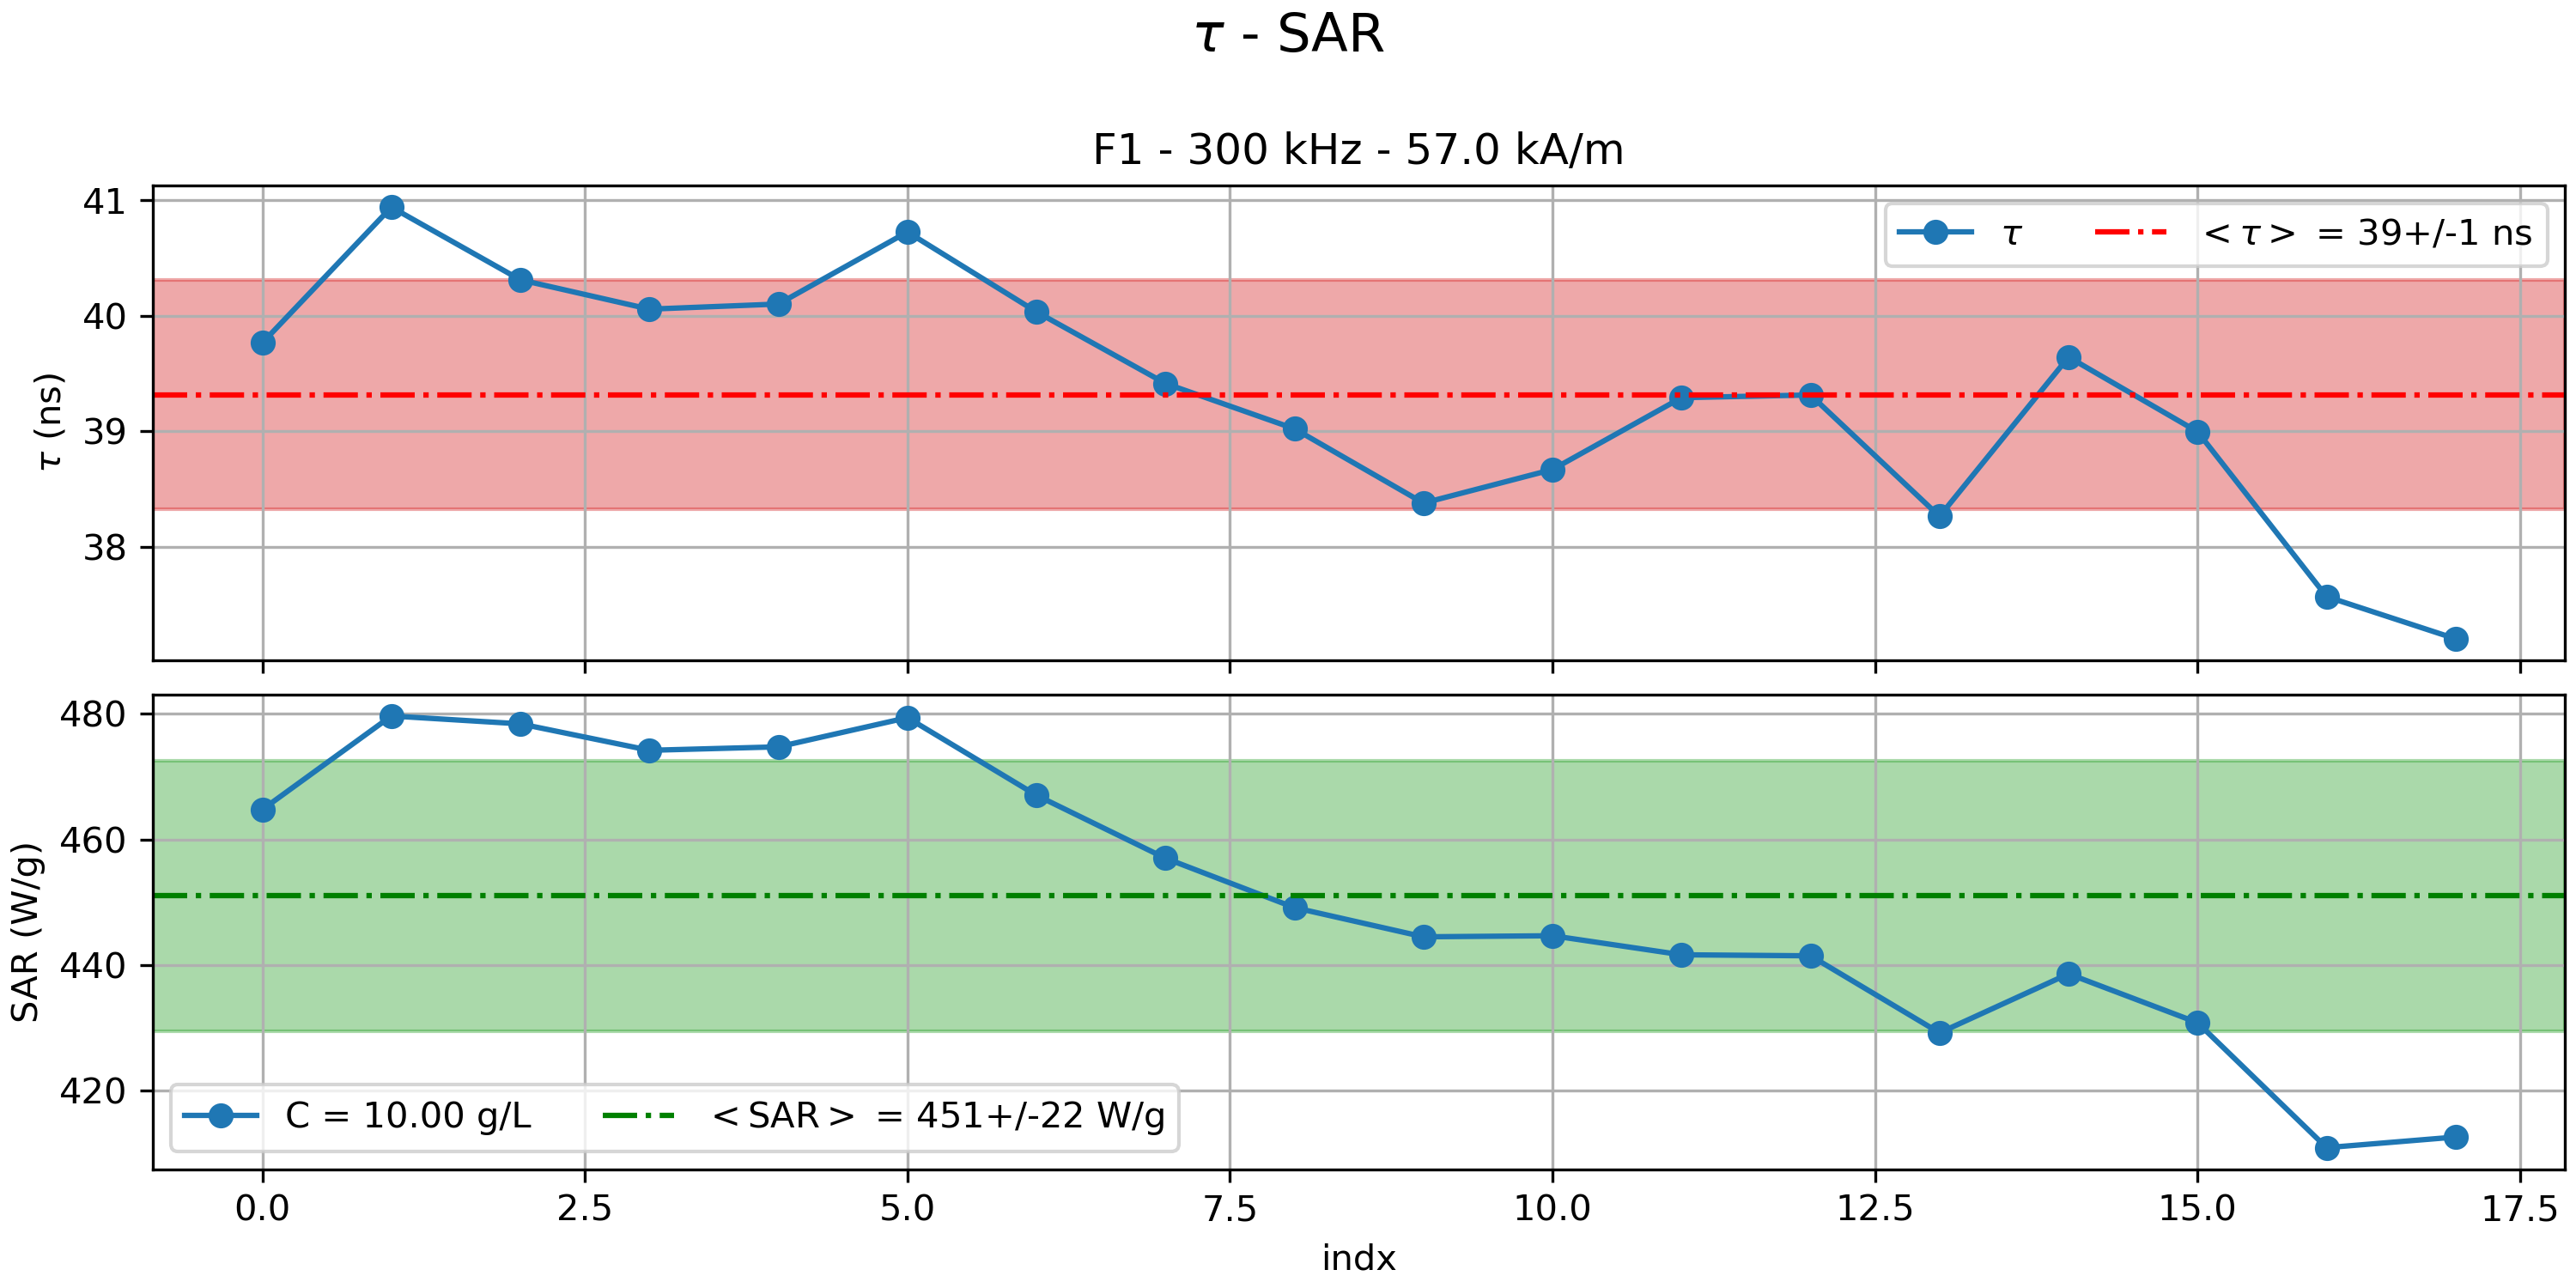 τ - SAR
F1 - 300 kHz - 57.0 kA/m
41
40
39
38
τ (ns)
τ
< τ > = 39+/-1 ns
480
460
440
420
SAR (W/g)
C = 10.00 g/L
< SAR > = 451+/-22 W/g
0.0 2.5 5.0 7.5 10.0 12.5 15.0 17.5
indx